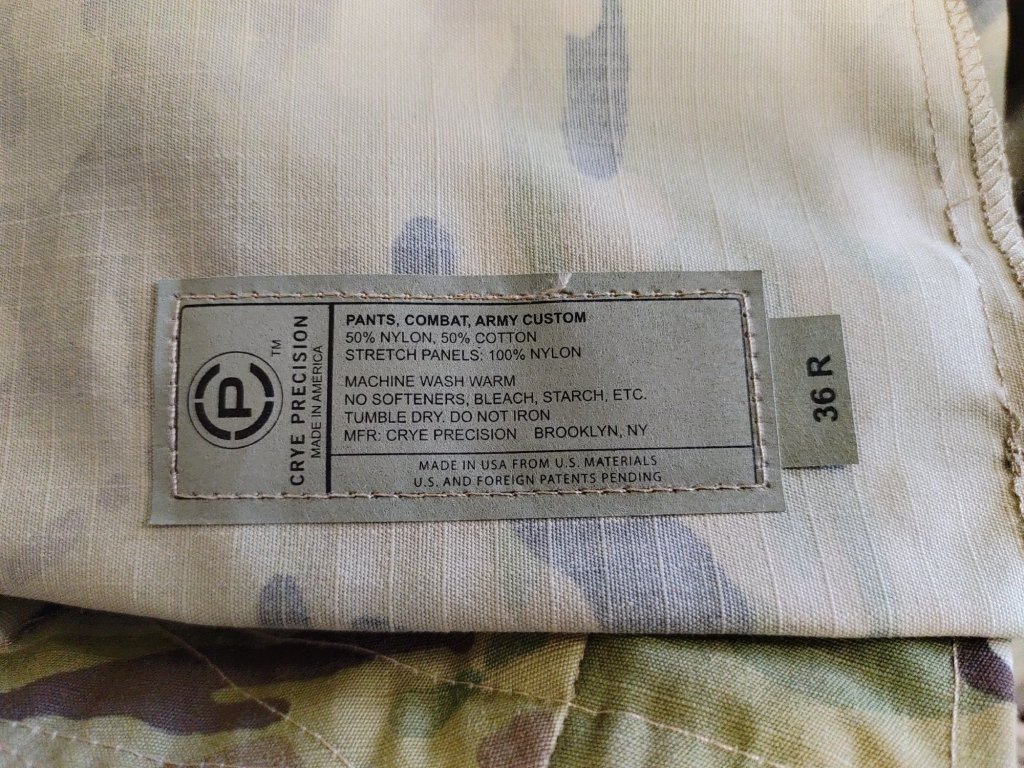 P
TM
CRYE PRECISION
MADE IN AMERICA
PANTS, COMBAT, ARMY CUSTOM
50% NYLON, 50% COTTON
STRETCH PANELS: 100% NYLON
MACHINE WASH WARM
NO SOFTENERS, BLEACH, STARCH, ETC.
TUMBLE DRY. DO NOT IRON
MFR: CRYE PRECISION BROOKLYN, NY
MADE IN USA FROM U.S. MATERIALS
U.S. AND FOREIGN PATENTS PENDING
36 R